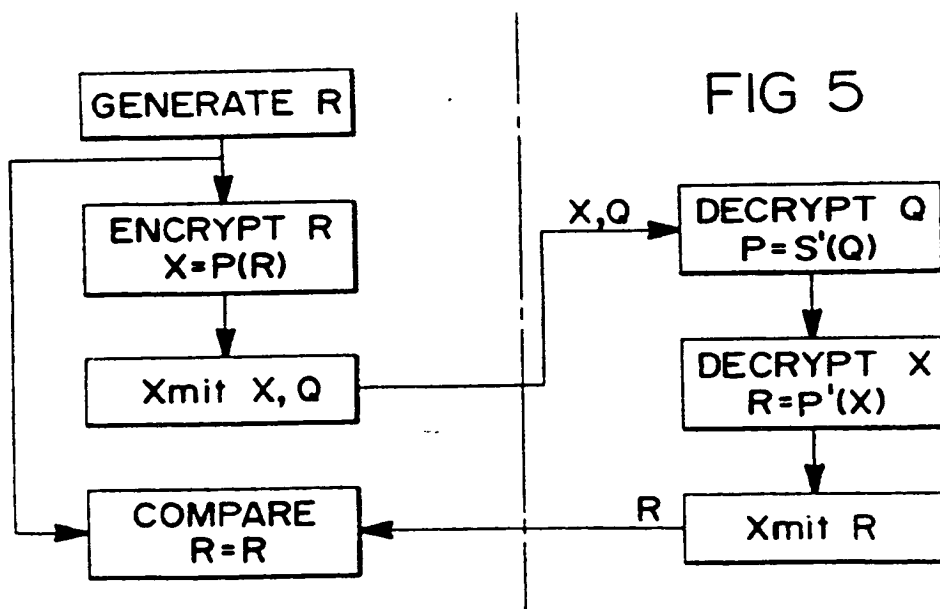 FIG 5
GENERATE R
ENCRYPT R
X=P(R)
Xmit X, Q
COMPARE
R=R
X,Q
DECRYPT Q
P=S'(Q)
DECRYPT X
R=P'(X)
Xmit R
R